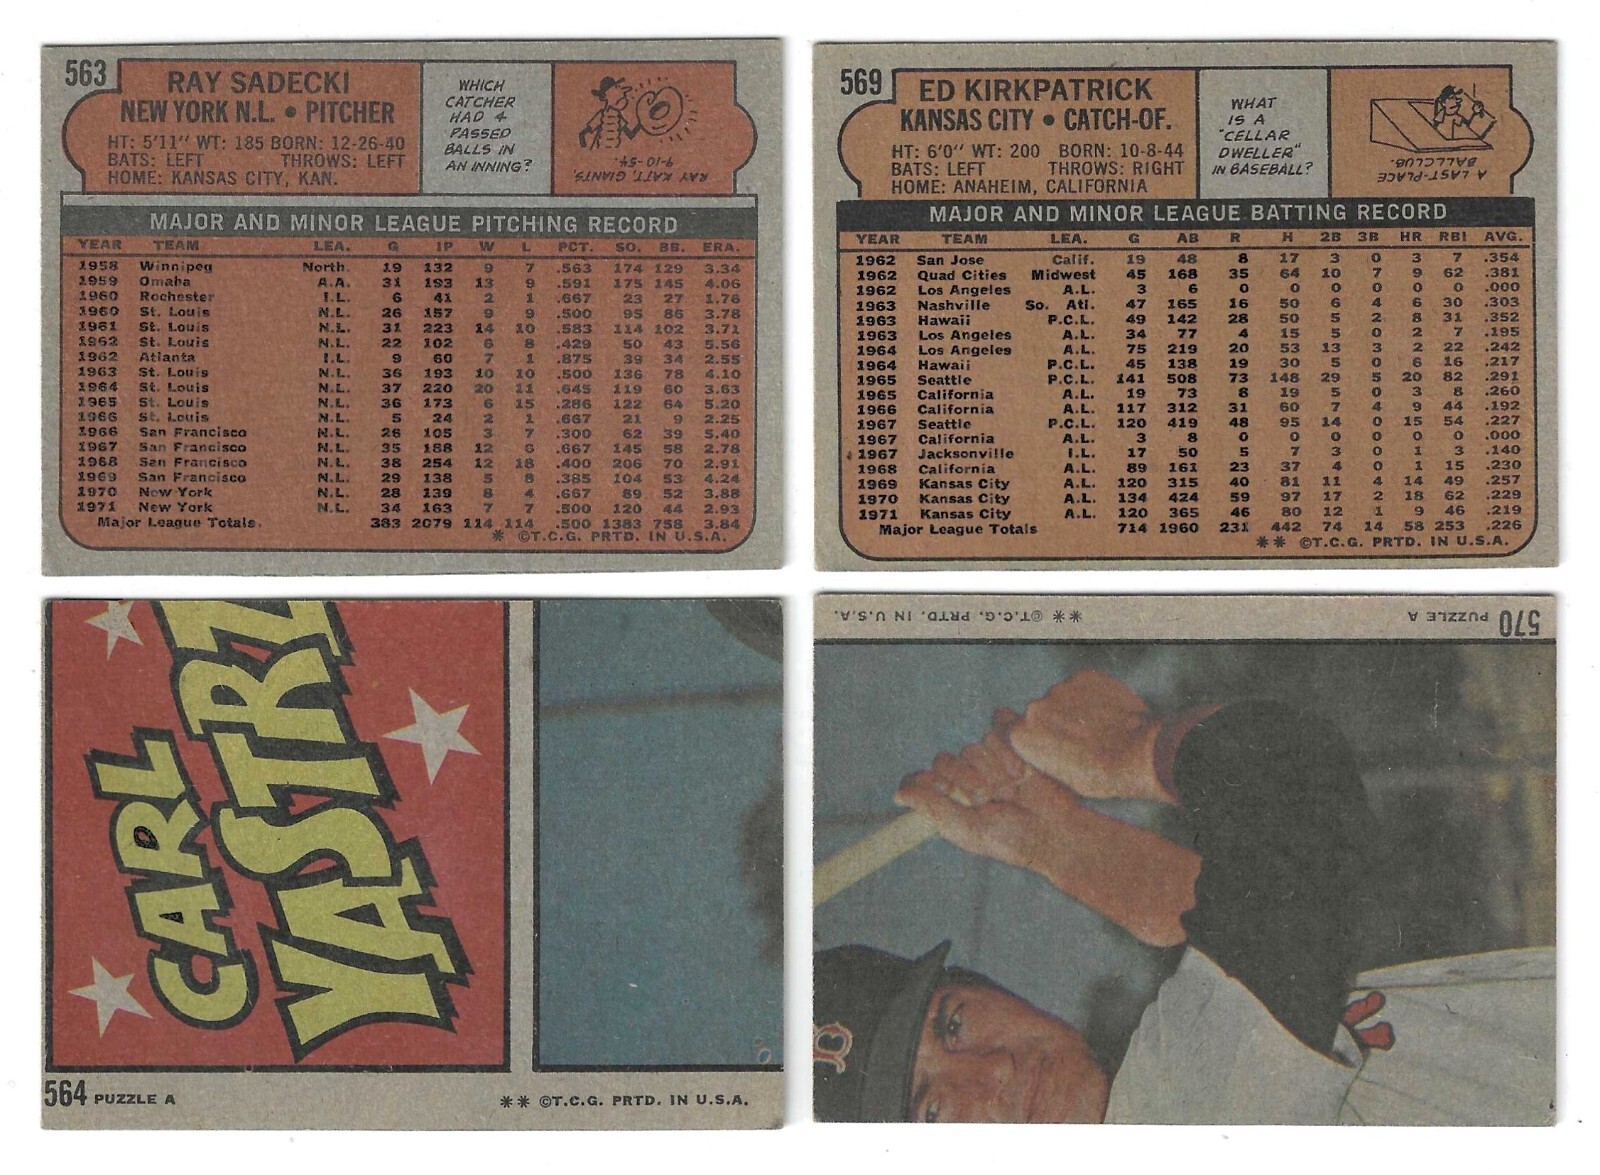 563
RAY SADECKI
NEW YORK N.L. • PITCHER
HT: 5'11" WT: 185 BORN: 12-26-40
BATS: LEFT THROWS: LEFT
HOME: KANSAS CITY, KAN.
WHICH
CATCHER
HAD 4
PASSED
BALLS IN
AN INNING?
RAY KATT, GIANTS,
9-10-54.
MAJOR AND MINOR LEAGUE PITCHING RECORD
YEAR TEAM LEA. G IP W L PCT. SO. BB. ERA.
1958 Winnipeg North. 19 132 9 7 .563 174 129 3.34
1959 Omaha A.A. 31 193 13 9 .591 175 145 4.06
1960 Rochester I.L. 6 41 2 1 .667 23 27 1.76
1960 St. Louis N.L. 26 157 9 9 .500 95 86 3.78
1961 St. Louis N.L. 31 223 14 10 .583 114 102 3.71
1962 St. Louis N.L. 22 102 6 8 .429 50 43 5.56
1962 Atlanta I.L. 9 60 7 1 .875 39 34 2.55
1963 St. Louis N.L. 36 193 10 10 .500 136 78 4.10
1964 St. Louis N.L. 37 220 20 11 .645 119 60 3.63
1965 St. Louis N.L. 36 173 6 15 .286 122 64 5.20
1966 St. Louis N.L. 5 24 2 1 .667 21 9 2.25
1966 San Francisco N.L. 26 105 3 7 .300 62 39 5.40
1967 San Francisco N.L. 35 188 12 6 .667 145 58 2.78
1968 San Francisco N.L. 38 254 12 18 .400 206 70 2.91
1969 San Francisco N.L. 29 138 5 8 .385 104 53 4.24
1970 New York N.L. 28 139 8 4 .667 89 52 3.88
1971 New York N.L. 34 163 7 7 .500 120 44 2.93
Major League Totals. 383 2079 114 114 .500 1383 758 3.84
* ©T.C.G. PRTD. IN U.S.A.
569
ED KIRKPATRICK
KANSAS CITY • CATCH-OF.
HT: 6'0" WT: 200 BORN: 10-8-44
BATS: LEFT THROWS: RIGHT
HOME: ANAHEIM, CALIFORNIA
WHAT
IS A
"CELLAR
DWELLER"
IN BASEBALL?
A LAST-PLACE
BALLCLUB.
MAJOR AND MINOR LEAGUE BATTING RECORD
YEAR TEAM LEA. G AB R H 2B 3B HR RBI AVG.
1962 San Jose Calif. 19 48 8 17 3 0 3 7 .354
1962 Quad Cities Midwest 45 168 35 64 10 7 9 62 .381
1962 Los Angeles A.L. 3 6 0 0 0 0 0 0 .000
1963 Nashville So. Atl. 47 165 16 50 6 4 6 30 .303
1963 Hawaii P.C.L. 49 142 28 50 5 2 8 31 .352
1963 Los Angeles A.L. 34 77 4 15 5 0 2 7 .195
1964 Los Angeles A.L. 75 219 20 53 13 3 2 22 .242
1964 Hawaii P.C.L. 45 138 19 30 5 0 6 16 .217
1965 Seattle P.C.L. 141 508 73 148 29 5 20 82 .291
1965 California A.L. 19 73 8 19 5 0 3 8 .260
1966 California A.L. 117 312 31 60 7 4 9 44 .192
1967 Seattle P.C.L. 120 419 48 95 14 0 15 54 .227
1967 California A.L. 3 8 0 0 0 0 0 0 .000
1967 Jacksonville I.L. 17 50 5 7 3 0 1 3 .140
1968 California A.L. 89 161 23 37 4 0 1 15 .230
1969 Kansas City A.L. 120 315 40 81 11 4 14 49 .257
1970 Kansas City A.L. 134 424 59 97 17 2 18 62 .229
1971 Kansas City A.L. 120 365 46 80 12 1 9 46 .219
Major League Totals 714 1960 231 442 74 14 58 253 .226
** ©T.C.G. PRTD. IN U.S.A.
CARL
YASTRZ
564 PUZZLE A
** ©T.C.G. PRTD. IN U.S.A.
570 PUZZLE A
** ©T.C.G. PRTD. IN U.S.A.
B